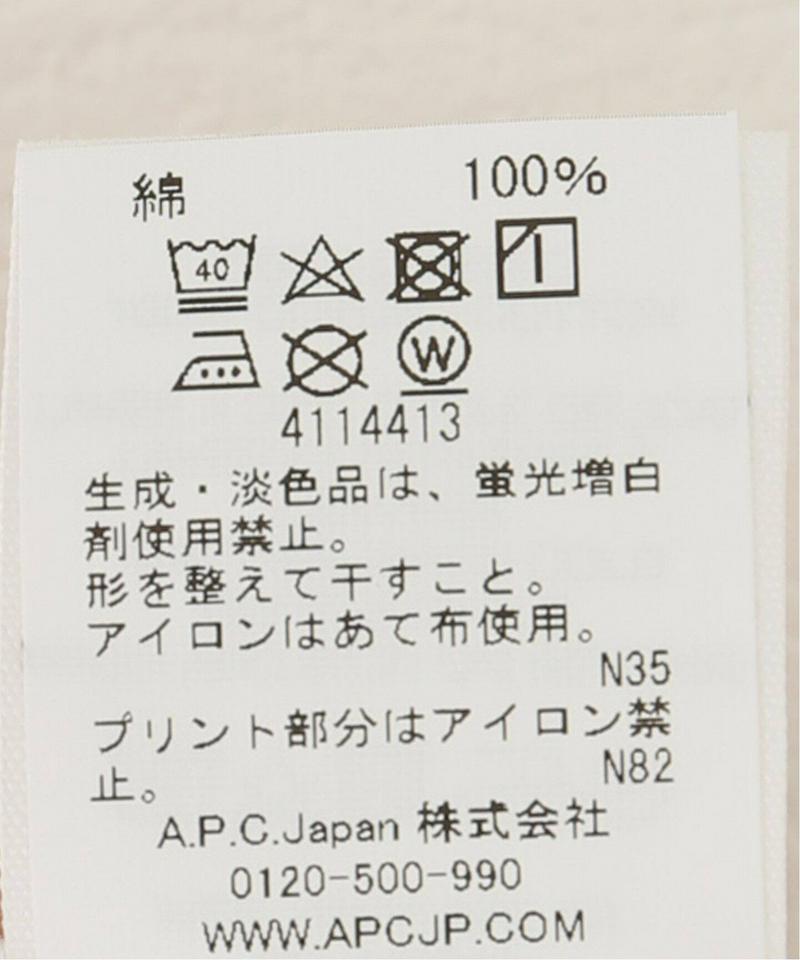 綿 100%
40
W
4114413
生成・淡色品は、蛍光増白
剤使用禁止。
形を整えて干すこと。
アイロンはあて布使用。
N35
プリント部分はアイロン禁
止。
N82
A.P.C.Japan 株式会社
0120-500-990
WWW.APCJP.COM